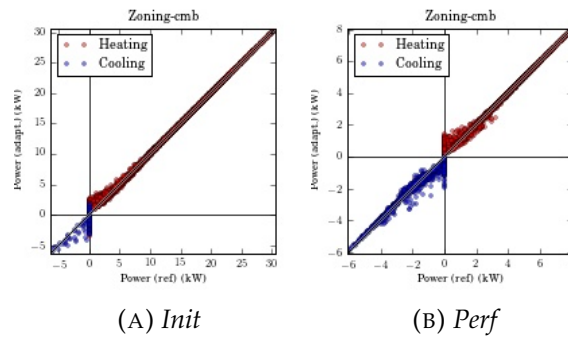 Zoning-cmb
Heating
Cooling
30
25
20
15
10
5
0
−5
Power (adapt.) (kW)
−5 0 5 10 15 20 25 30
Power (ref) (kW)
(A) Init
Zoning-cmb
Heating
Cooling
8
6
4
2
0
−2
−4
−6
Power (adapt.) (kW)
−6 −4 −2 0 2 4 6
Power (ref) (kW)
(B) Perf